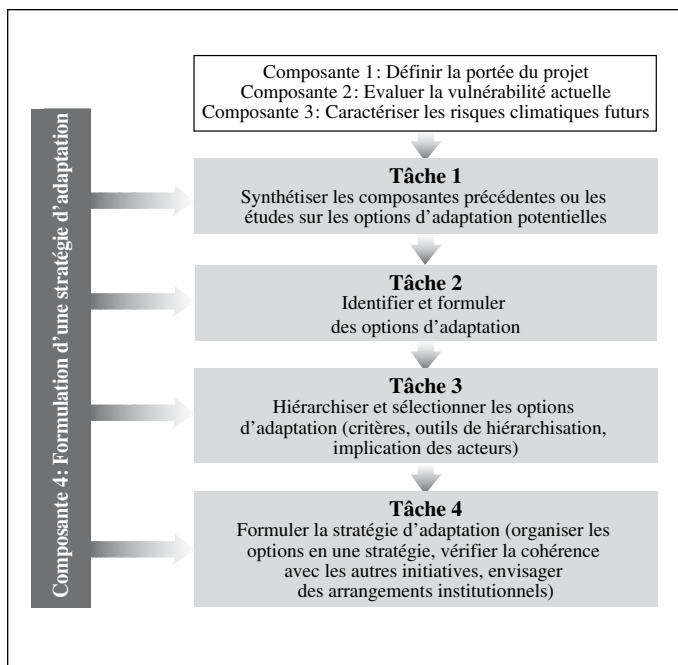 Composante 1: Définir la portée du projet
Composante 2: Evaluer la vulnérabilité actuelle
Composante 3: Caractériser les risques climatiques futurs
Composante 4: Formulation d'une stratégie d'adaptation
Tâche 1
Synthétiser les composantes précédentes ou les
études sur les options d'adaptation potentielles
Tâche 2
Identifier et formuler
des options d'adaptation
Tâche 3
Hiérarchiser et sélectionner les options
d'adaptation (critères, outils de hiérarchisation,
implication des acteurs)
Tâche 4
Formuler la stratégie d'adaptation (organiser les
options en une stratégie, vérifier la cohérence
avec les autres initiatives, envisager
des arrangements institutionnels)